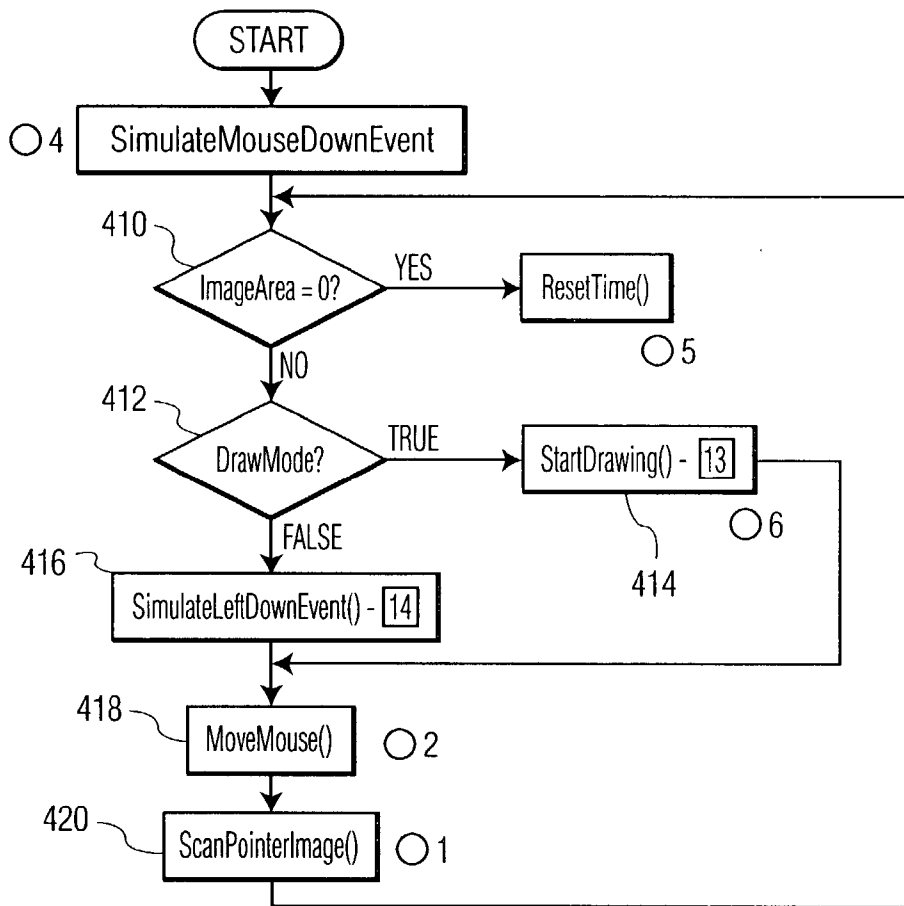 START
4
SimulateMouseDownEvent
410
ImageArea = 0?
YES
ResetTime()
5
NO
412
DrawMode?
TRUE
StartDrawing() - 13
6
414
FALSE
416
SimulateLeftDownEvent() - 14
418
MoveMouse()
2
420
ScanPointerImage()
1